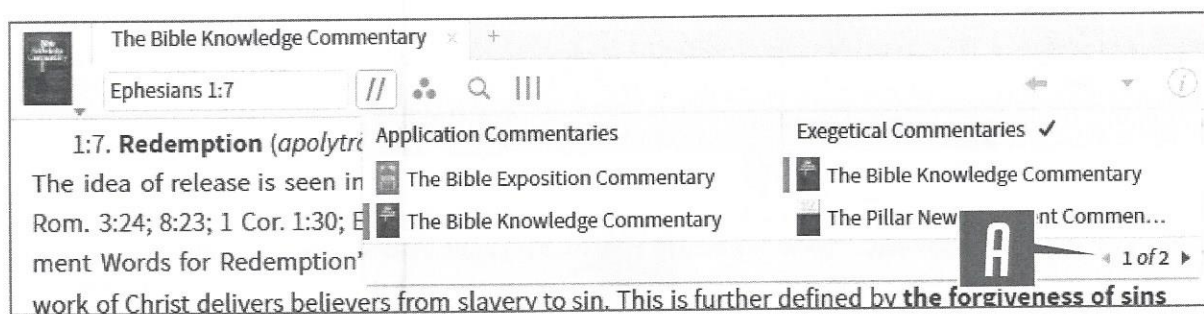 The Bible Knowledge Commentary × +
Ephesians 1:7
Application Commentaries
The Bible Exposition Commentary
The Bible Knowledge Commentary
Exegetical Commentaries ✓
The Bible Knowledge Commentary
The Pillar New nt Commen...
A
1 of 2
1:7. Redemption (apolytrō
The idea of release is seen in
Rom. 3:24; 8:23; 1 Cor. 1:30; E
ment Words for Redemption"
work of Christ delivers believers from slavery to sin. This is further defined by the forgiveness of sins